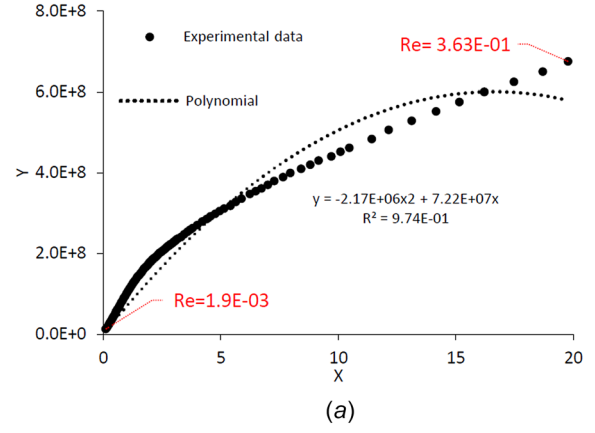 8.0E+8
Experimental data
Re= 3.63E-01
6.0E+8
Polynomial
Y
4.0E+8
y = -2.17E+06x2 + 7.22E+07x
R² = 9.74E-01
2.0E+8
Re=1.9E-03
0.0E+0
0 5 10 15 20
X
(a)